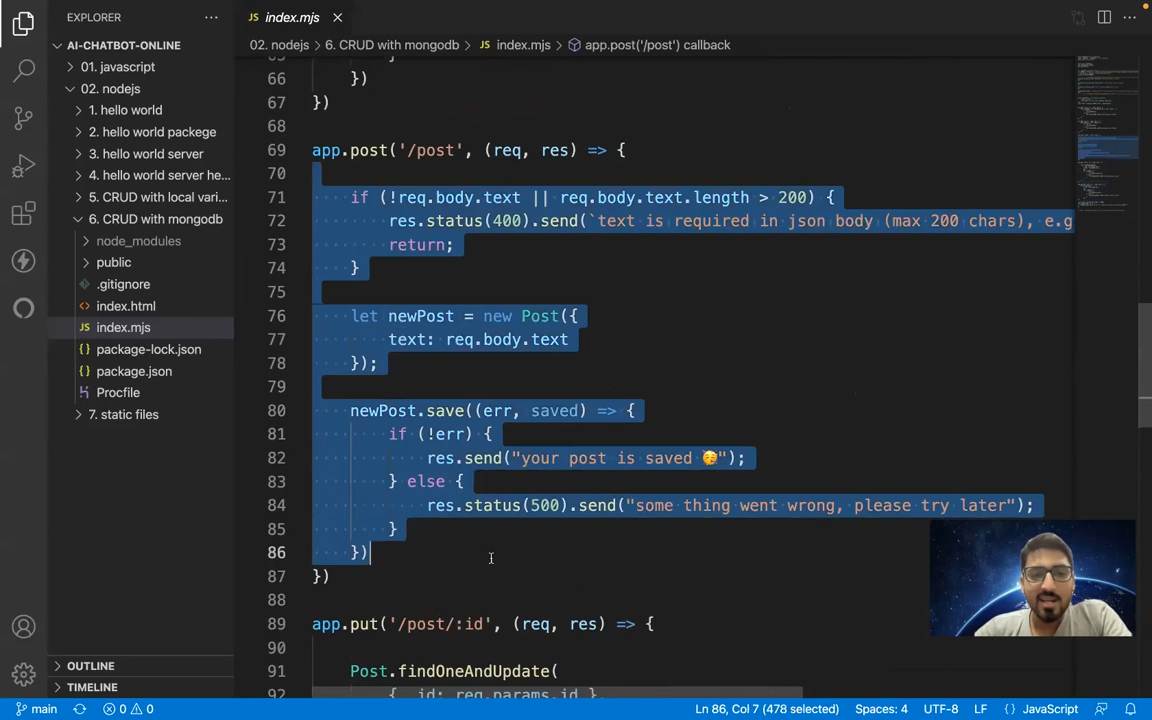 EXPLORER
index.mjs
AI-CHATBOT-ONLINE
02. nodejs
6. CRUD with mongodb
index.mjs
app.post('/post') callback
01. javascript
02. nodejs
1. hello world
2. hello world packege
3. hello world server
4. hello world server he...
5. CRUD with local vari...
6. CRUD with mongodb
node_modules
public
.gitignore
index.html
index.mjs
package-lock.json
package.json
Procfile
7. static files
OUTLINE
TIMELINE
66 })
67 })
68
69 app.post('/post', (req, res) => {
70
71 if (!req.body.text || req.body.text.length > 200) {
72 res.status(400).send(`text is required in json body (max 200 chars), e.g
73 return;
74 }
75
76 let newPost = new Post({
77 text: req.body.text
78 });
79
80 newPost.save((err, saved) => {
81 if (!err) {
82 res.send("your post is saved 🥳");
83 } else {
84 res.status(500).send("some thing went wrong, please try later");
85 }
86 })
87 })
88
89 app.put('/post/:id', (req, res) => {
90
91 Post.findOneAndUpdate(
92 { _id: req.params.id },
main
0
0
Ln 86, Col 7 (478 selected)
Spaces: 4
UTF-8
LF
JavaScript